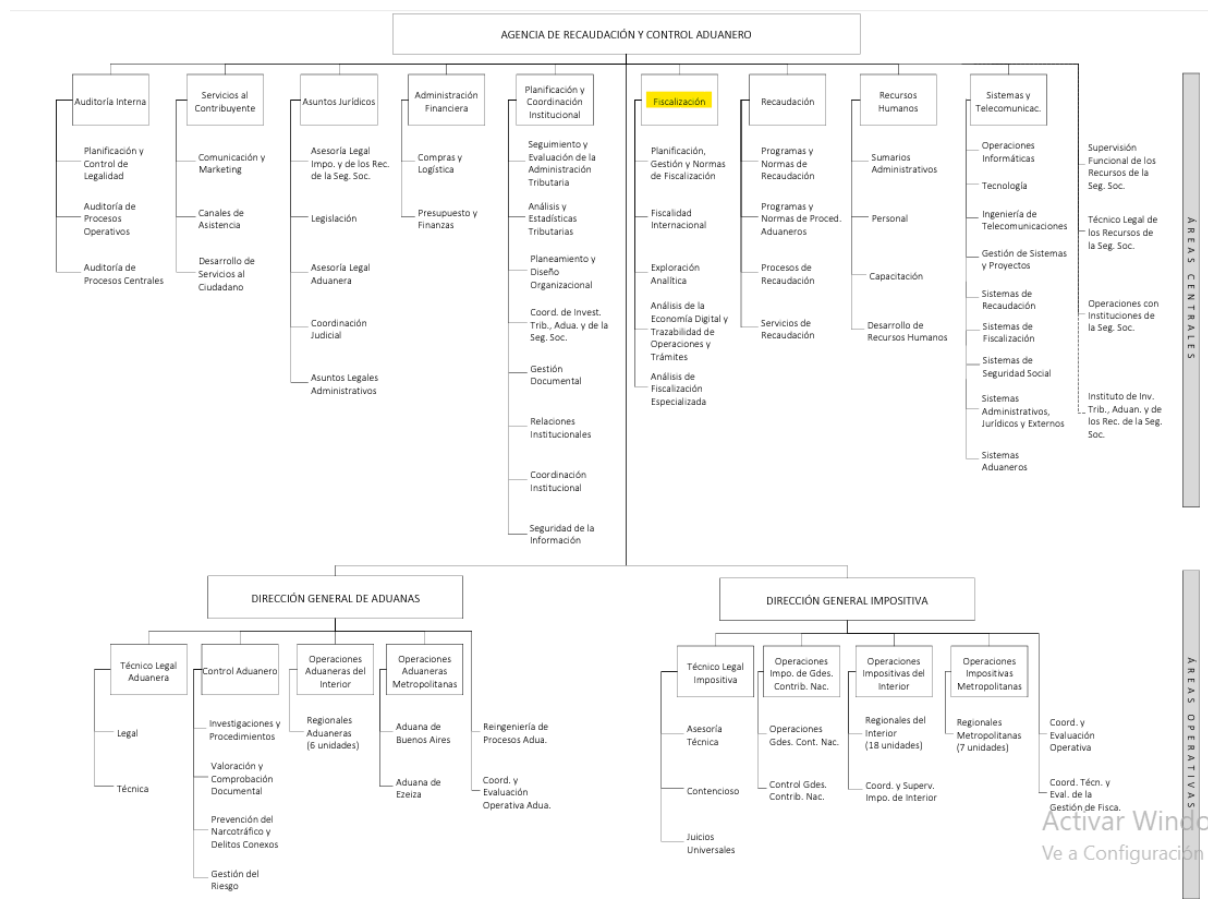 AGENCIA DE RECAUDACIÓN Y CONTROL ADUANERO
Auditoría Interna
Planificación y
Control de
Legalidad
Auditoría de
Procesos
Operativos
Auditoría de
Procesos Centrales
Servicios al
Contribuyente
Comunicación y
Marketing
Canales de
Asistencia
Desarrollo de
Servicios al
Ciudadano
Asuntos Jurídicos
Asesoría Legal
Impo. y de los Rec.
de la Seg. Soc.
Legislación
Asesoría Legal
Aduanera
Coordinación
Judicial
Asuntos Legales
Administrativos
Administración
Financiera
Compras y
Logística
Presupuesto y
Finanzas
Planificación y
Coordinación
Institucional
Seguimiento y
Evaluación de la
Administración
Tributaria
Análisis y
Estadísticas
Tributarias
Planeamiento y
Diseño
Organizacional
Coord. de Invest.
Trib., Adua. y de la
Seg. Soc.
Gestión
Documental
Relaciones
Institucionales
Coordinación
Institucional
Seguridad de la
Información
Fiscalización
Planificación,
Gestión y Normas
de Fiscalización
Fiscalidad
Internacional
Exploración
Analítica
Análisis de la
Economía Digital y
Trazabilidad de
Operaciones y
Trámites
Análisis de
Fiscalización
Especializada
Recaudación
Programas y
Normas de
Recaudación
Programas y
Normas de Proced.
Aduaneros
Procesos de
Recaudación
Servicios de
Recaudación
Recursos
Humanos
Sumarios
Administrativos
Personal
Capacitación
Desarrollo de
Recursos Humanos
Sistemas y
Telecomunicac.
Operaciones
Informáticas
Tecnología
Ingeniería de
Telecomunicaciones
Gestión de Sistemas
y Proyectos
Sistemas de
Recaudación
Sistemas de
Fiscalización
Sistemas de
Seguridad Social
Sistemas
Administrativos,
Jurídicos y Externos
Sistemas
Aduaneros
Supervisión
Funcional de los
Recursos de la
Seg. Soc.
Técnico Legal de
los Recursos de
la Seg. Soc.
Operaciones con
Instituciones de
la Seg. Soc.
Instituto de Inv.
Trib., Aduan. y de
los Rec. de la Seg.
Soc.
ÁREAS CENTRALES
DIRECCIÓN GENERAL DE ADUANAS
Técnico Legal
Aduanera
Legal
Técnica
Control Aduanero
Investigaciones y
Procedimientos
Valoración y
Comprobación
Documental
Prevención del
Narcotráfico y
Delitos Conexos
Gestión del
Riesgo
Operaciones
Aduaneras del
Interior
Regionales
Aduaneras
(6 unidades)
Operaciones
Aduaneras
Metropolitanas
Aduana de
Buenos Aires
Aduana de
Ezeiza
Reingeniería de
Procesos Adua.
Coord. y
Evaluación
Operativa Adua.
DIRECCIÓN GENERAL IMPOSITIVA
Técnico Legal
Impositiva
Asesoría
Técnica
Contencioso
Juicios
Universales
Operaciones
Impo. de Gdes.
Contrib. Nac.
Operaciones
Gdes. Cont. Nac.
Control Gdes.
Contrib. Nac.
Operaciones
Impositivas del
Interior
Regionales del
Interior
(18 unidades)
Coord. y Superv.
Impo. de Interior
Operaciones
Impositivas
Metropolitanas
Regionales
Metropolitanas
(7 unidades)
Coord. y
Evaluación
Operativa
Coord. Técn. y
Eval. de la
Gestión de Fisca.
ÁREAS OPERATIVAS
Activar Windo
Ve a Configuración